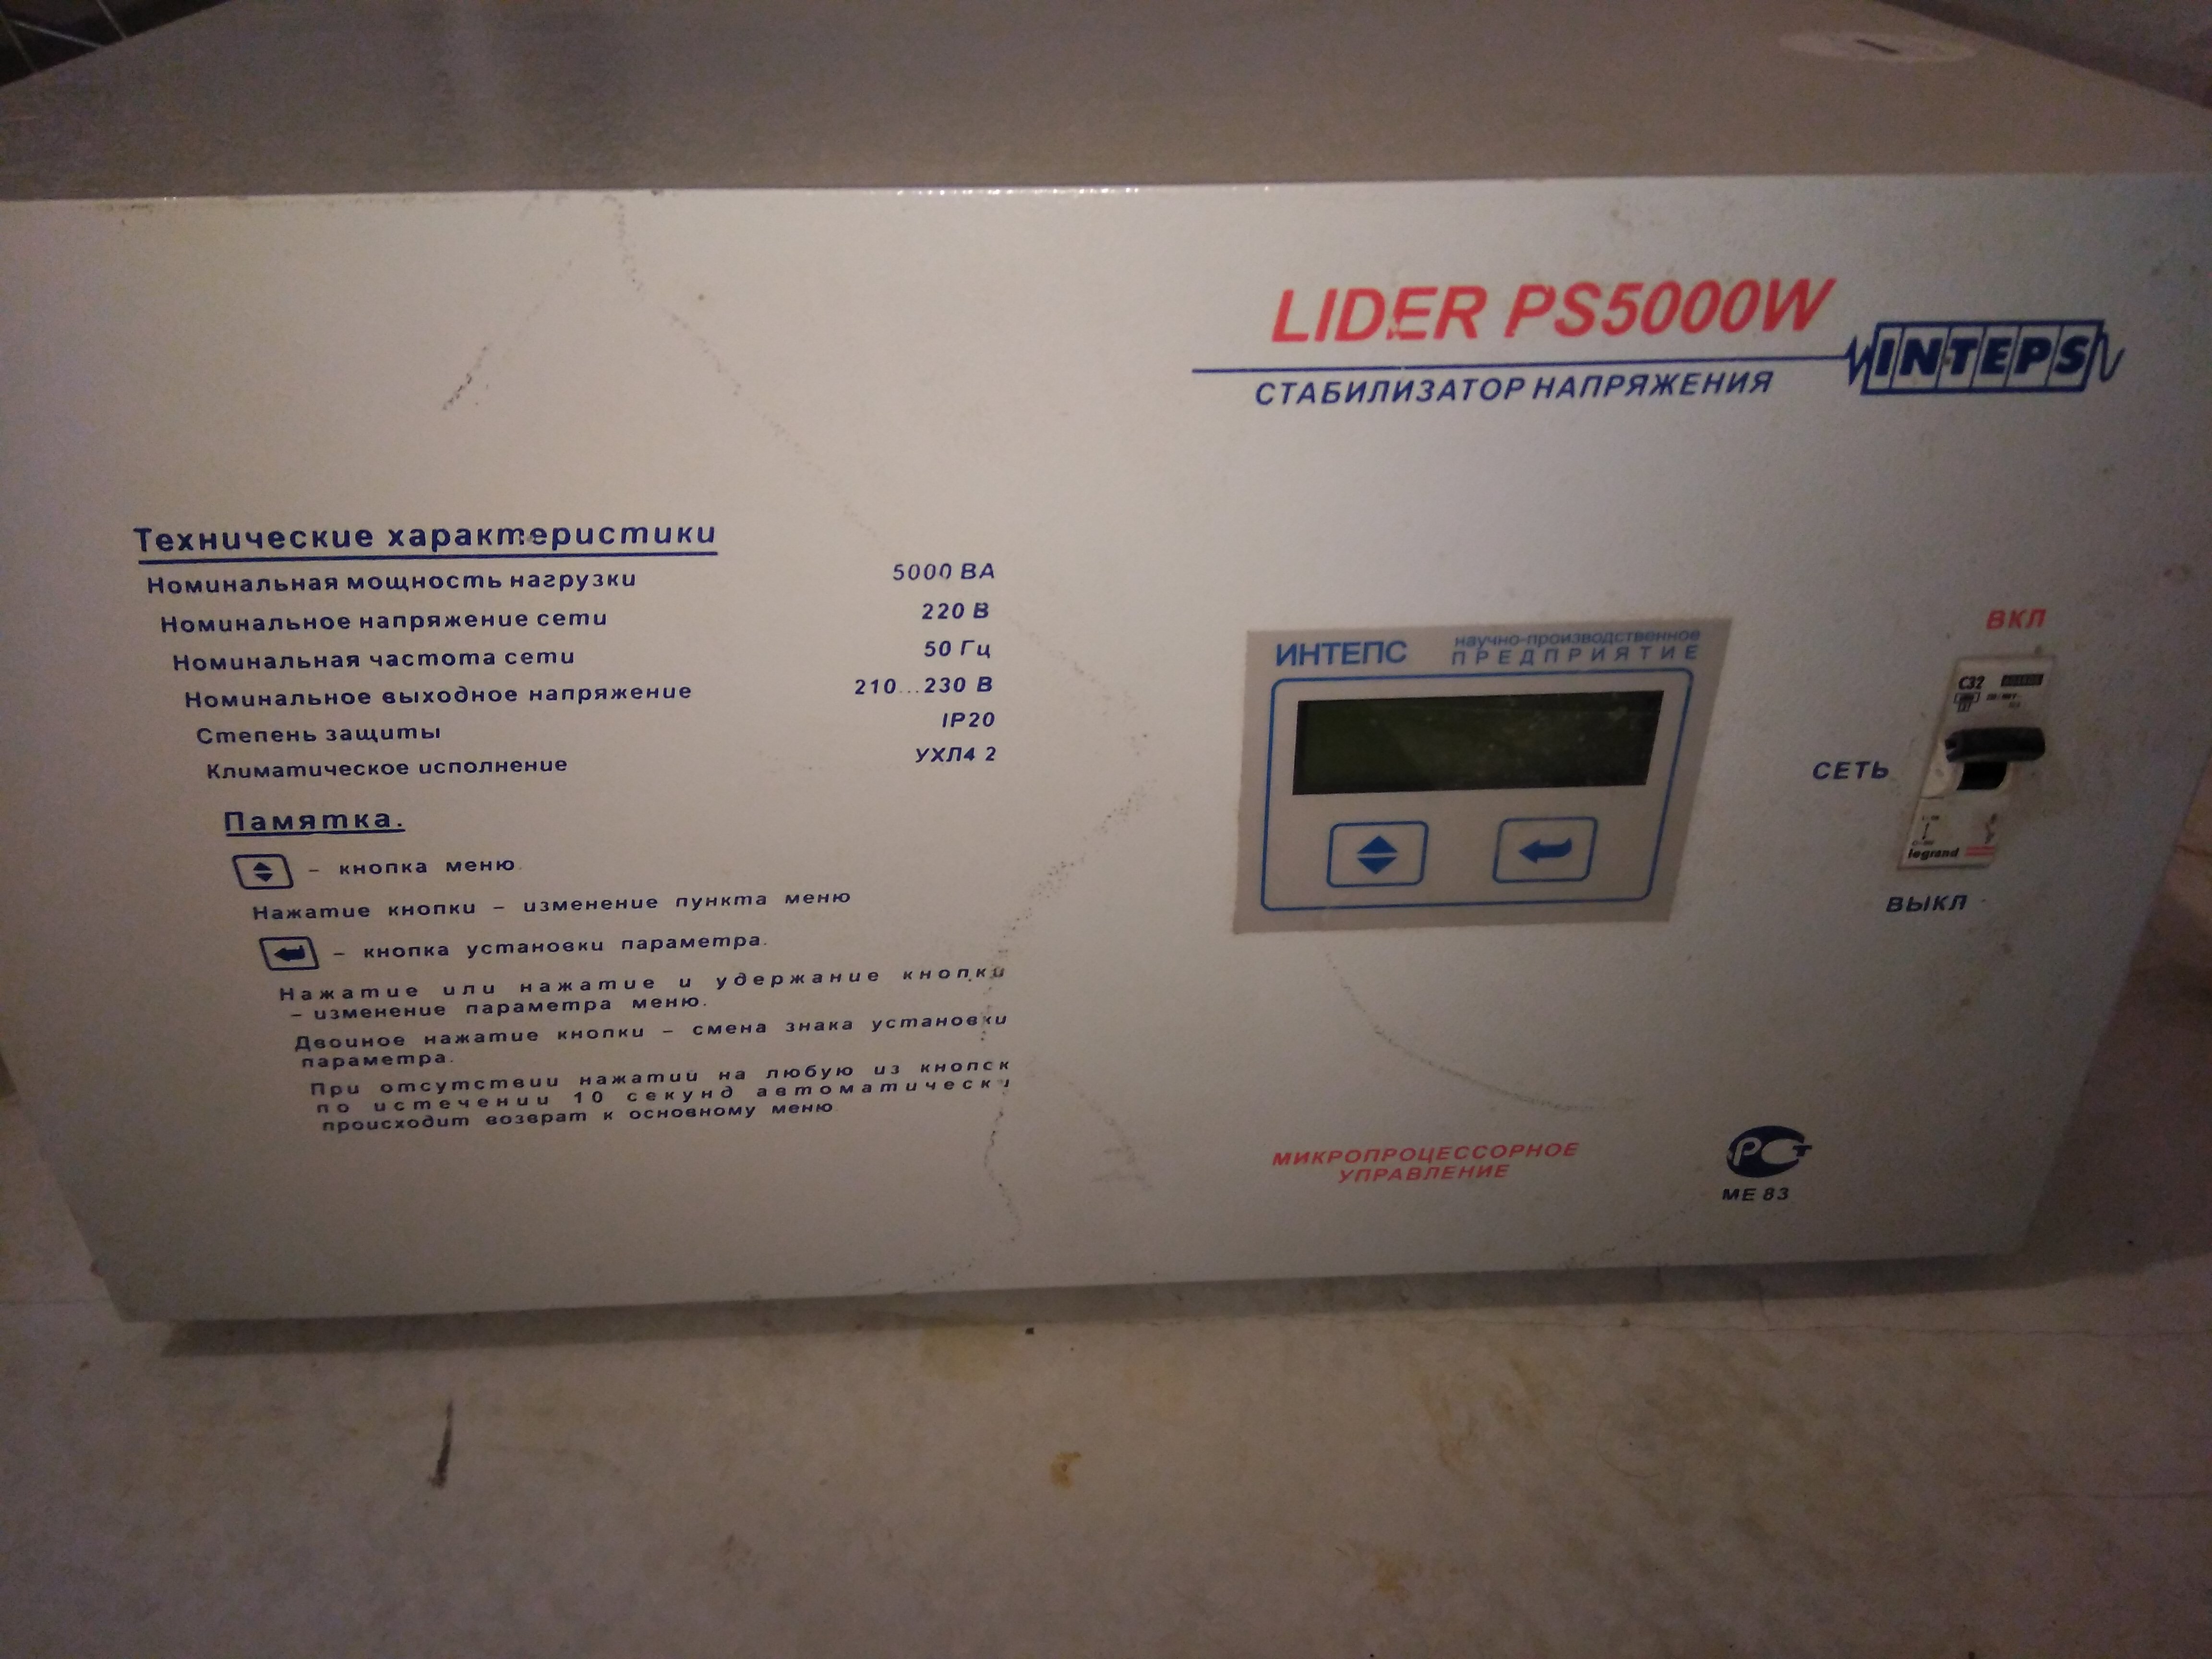 LIDER PS5000W
INTEPS
СТАБИЛИЗАТОР НАПРЯЖЕНИЯ
Технические характеристики
Номинальная мощность нагрузки 5000 ВА
Номинальное напряжение сети 220 В
Номинальная частота сети 50 Гц
Номинальное выходное напряжение 210...230 В
Степень защиты IP20
Климатическое исполнение УХЛ4 2
Памятка.
– кнопка меню.
Нажатие кнопки – изменение пункта меню
– кнопка установки параметра.
Нажатие или нажатие и удержание кнопки
– изменение параметра меню.
Двойное нажатие кнопки – смена знака установки
параметра.
При отсутствии нажатий на любую из кнопок
по истечении 10 секунд автоматически
происходит возврат к основному меню
ИНТЕПС
научно-производственное
ПРЕДПРИЯТИЕ
ВКЛ
C32
СЕТЬ
legrand
ВЫКЛ
МИКРОПРОЦЕССОРНОЕ
УПРАВЛЕНИЕ
РСТ
МЕ 83